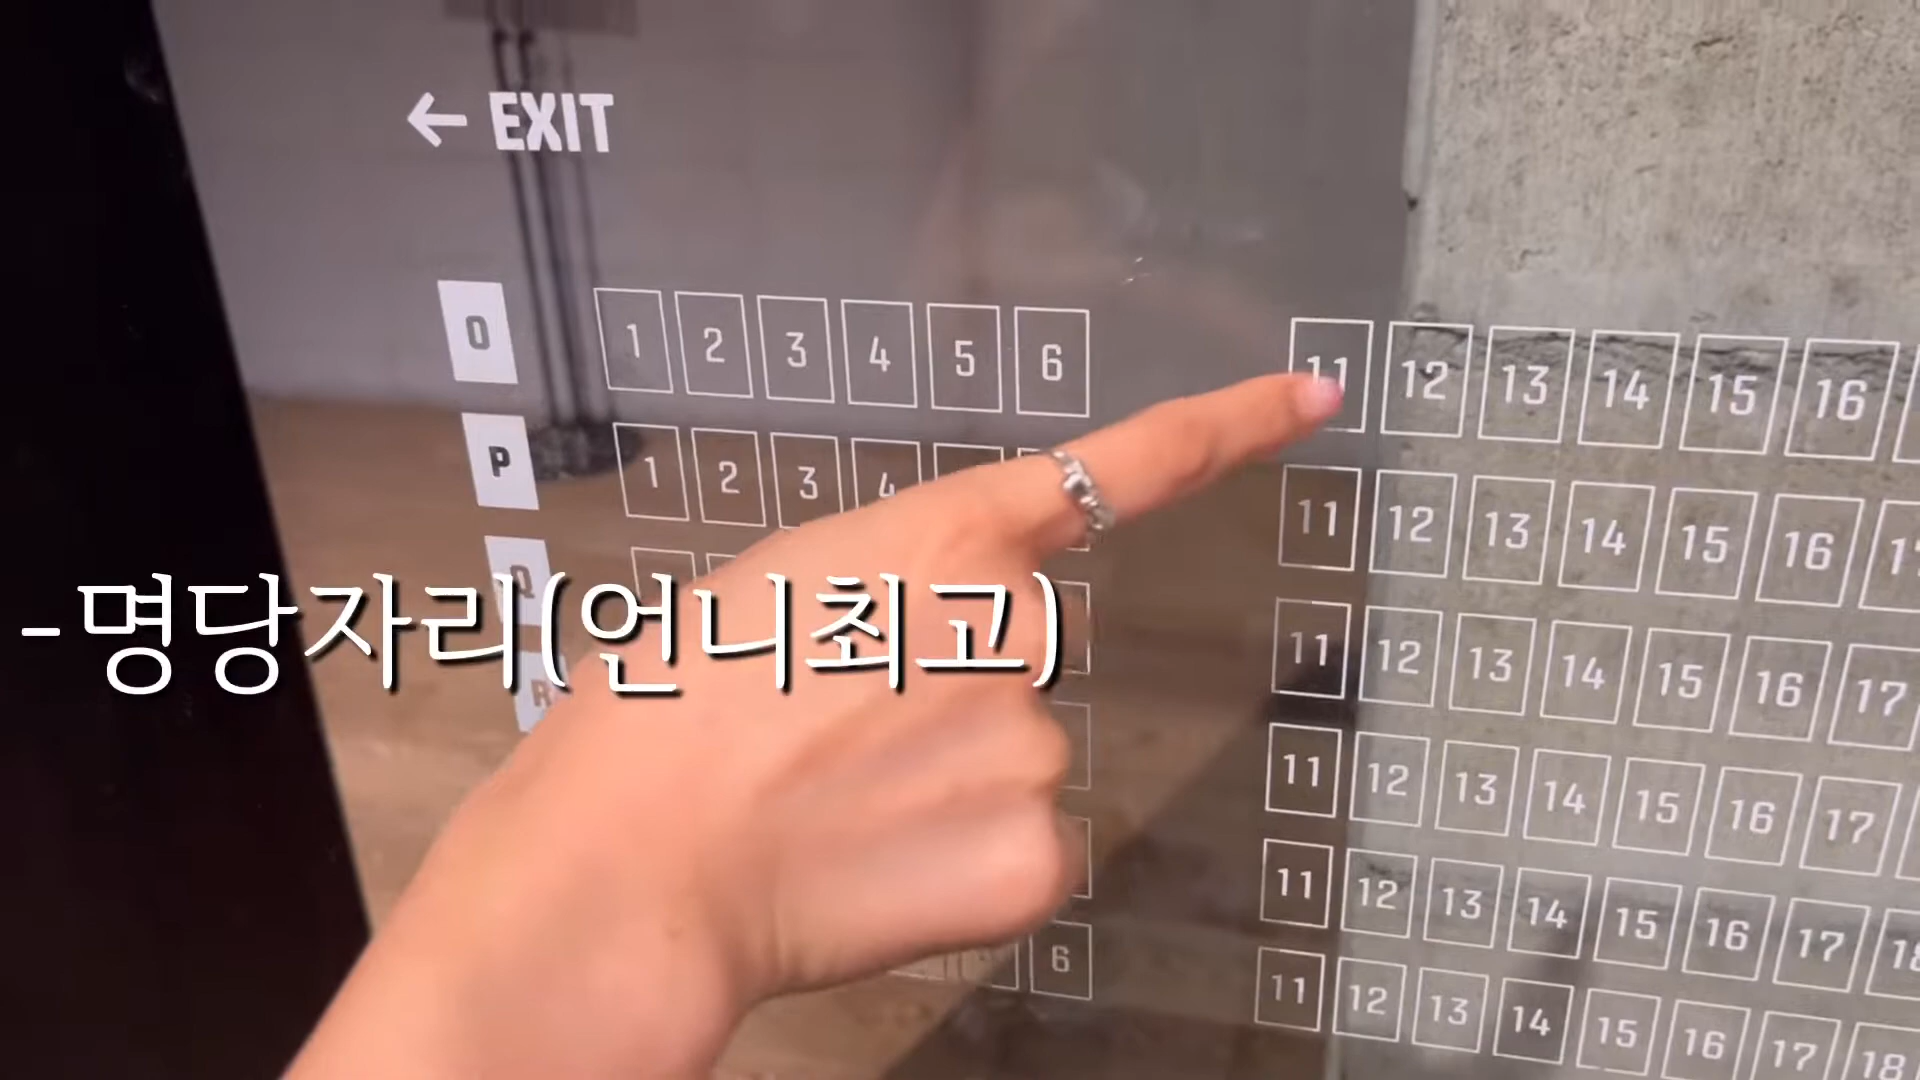 ← EXIT
O 1 2 3 4 5 6 11 12 13 14 15 16
P 1 2 3 4 11 12 13 14 15 16
Q 11 12 13 14 15 16 17
-명당자리(언니최고)
R 11 12 13 14 15 16 17
11 12 13 14 15 16 17
6 11 12 13 14 15 16 17 18